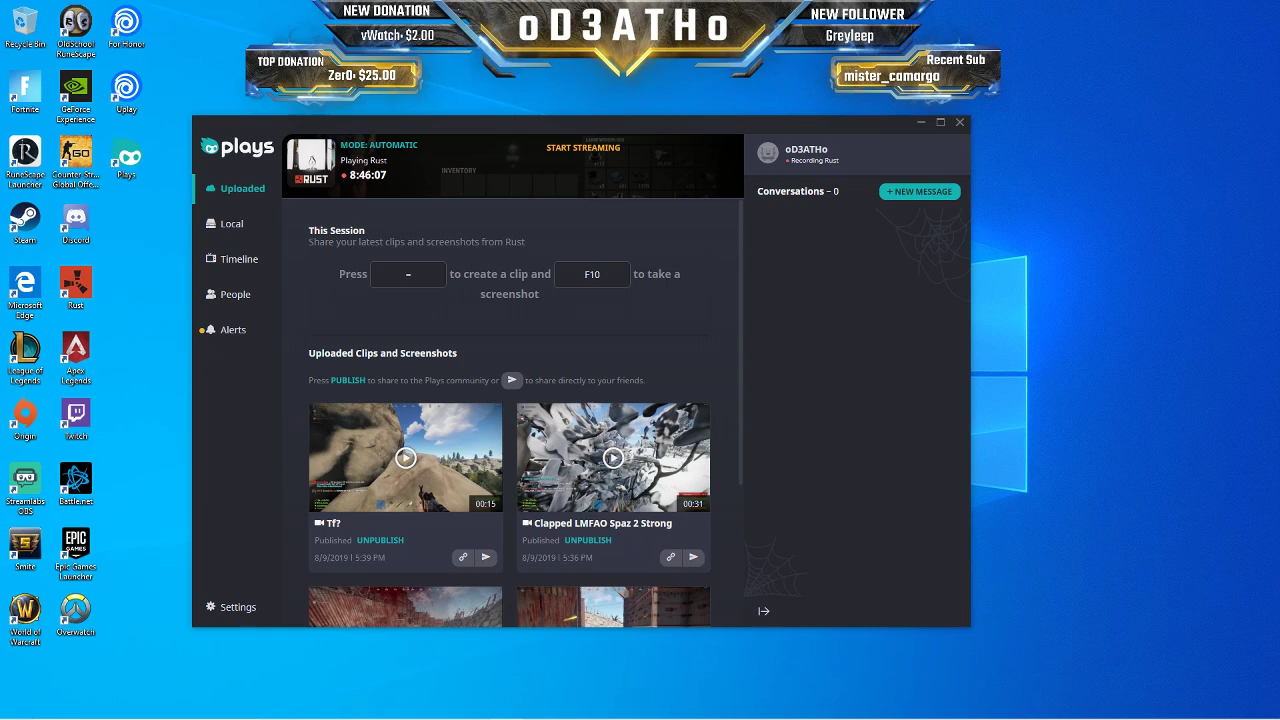 NEW DONATION
vWatch· $2.00
TOP DONATION
Zer0· $25.00
oD3ATHo
NEW FOLLOWER
Greyleep
Recent Sub
mister_camargo
Recycle Bin
OldSchool RuneScape
For Honor
Fortnite
GeForce Experience
Uplay
RuneScape Launcher
Counter-Str... Global Offe...
Plays
Steam
Discord
Microsoft Edge
Rust
League of Legends
Apex Legends
Origin
Twitch
Streamlabs OBS
Battle.net
Smite
Epic Games Launcher
World of Warcraft
Overwatch
plays
Uploaded
Local
Timeline
People
Alerts
Settings
RUST
MODE: AUTOMATIC
Playing Rust
8:46:07
INVENTORY
START STREAMING
This Session
Share your latest clips and screenshots from Rust
Press = to create a clip and F10 to take a
screenshot
Uploaded Clips and Screenshots
Press PUBLISH to share to the Plays community or to share directly to your friends.
00:15
00:31
Tf?
Published UNPUBLISH
8/9/2019 | 5:39 PM
Clapped LMFAO Spaz 2 Strong
Published UNPUBLISH
8/9/2019 | 5:36 PM
oD3ATHo
Recording Rust
Conversations – 0
+ NEW MESSAGE